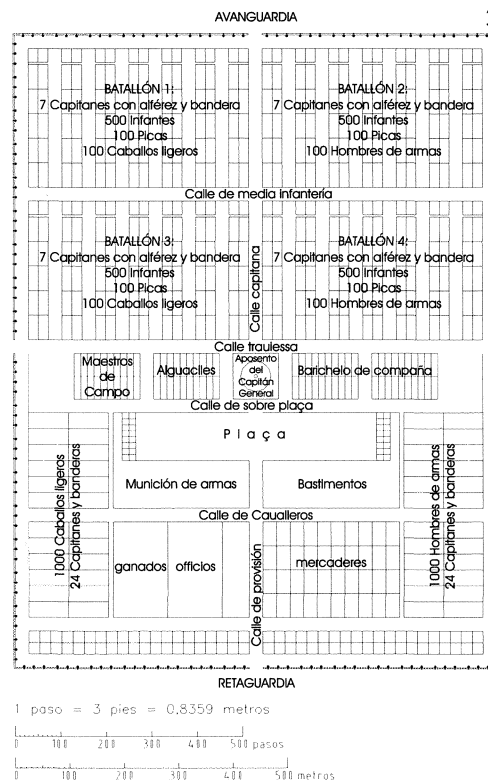 AVANGUARDIA
BATALLÓN 1:
7 Capitanes con alférez y bandera
500 Infantes
100 Picas
100 Caballos ligeros
BATALLÓN 2:
7 Capitanes con alférez y bandera
500 Infantes
100 Picas
100 Hombres de armas
Calle de media infantería
BATALLÓN 3:
7 Capitanes con alférez y bandera
500 Infantes
100 Picas
100 Caballos ligeros
Calle capitana
BATALLÓN 4:
7 Capitanes con alférez y bandera
500 Infantes
100 Picas
100 Hombres de armas
Calle traulessa
Maestros
de
Campo
Alguaciles
Aposento
del
Capitán
General
Barichelo de compaña
Calle de sobre plaça
Plaça
1000 Caballos ligeros
24 Capitanes y banderas
Munición de armas
Bastimentos
1000 Hombres de armas
24 Capitanes y banderas
Calle de Caualleros
ganados
officios
Calle de provisión
mercaderes
RETAGUARDIA
1 paso = 3 pies = 0.8359 metros
0 100 200 300 400 500 pasos
0 100 200 300 400 500 metros